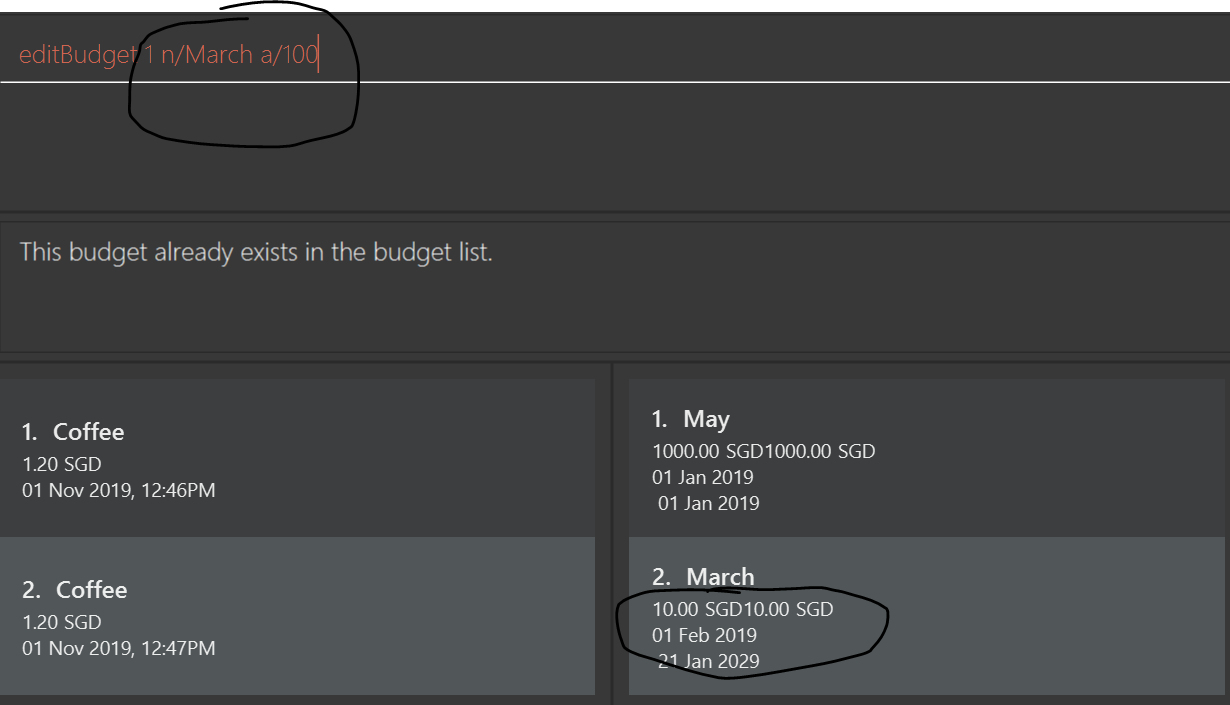 editBudget 1 n/March a/100
This budget already exists in the budget list.
1. Coffee
1.20 SGD
01 Nov 2019, 12:46PM
2. Coffee
1.20 SGD
01 Nov 2019, 12:47PM
1. May
1000.00 SGD1000.00 SGD
01 Jan 2019
01 Jan 2019
2. March
10.00 SGD10.00 SGD
01 Feb 2019
21 Jan 2029